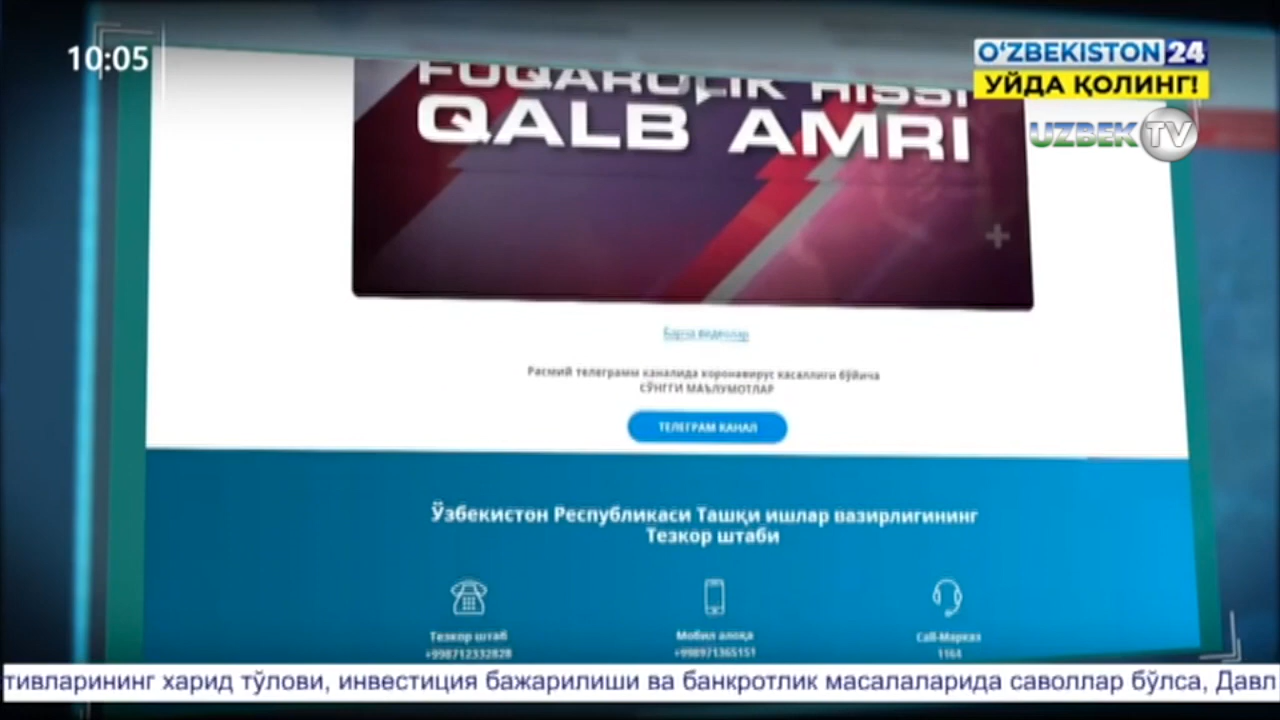 10:05
O‘ZBEKISTON 24
УЙДА ҚОЛИНГ!
UZBEK TV
FUQAROLIK HISSI
QALB AMRI
Барча видеолар
Расмий телеграмм каналида коронавирус касаллиги бўйича
СЎНГГИ МАЪЛУМОТЛАР
ТЕЛЕГРАМ КАНАЛ
Ўзбекистон Республикаси Ташқи ишлар вазирлигининг
Тезкор штаби
Тезкор штаб
+998712332828
Мобил алоқа
+998971365151
Call-Марказ
1164
тивларининг харид тўлови, инвестиция бажарилиши ва банкротлик масалаларида саволлар бўлса, Давл